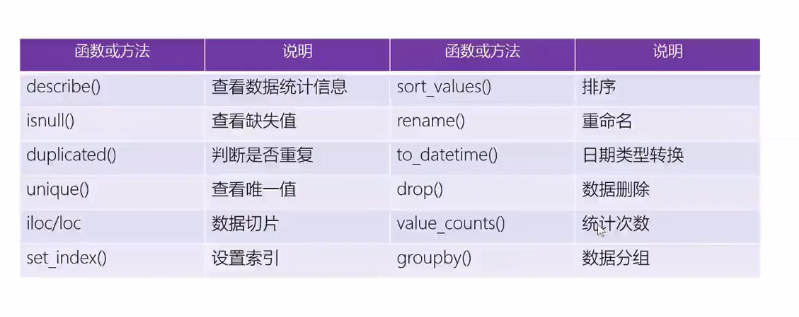 函数或方法 说明 函数或方法 说明
describe() 查看数据统计信息 sort_values() 排序
isnull() 查看缺失值 rename() 重命名
duplicated() 判断是否重复 to_datetime() 日期类型转换
unique() 查看唯一值 drop() 数据删除
iloc/loc 数据切片 value_counts() 统计次数
set_index() 设置索引 groupby() 数据分组